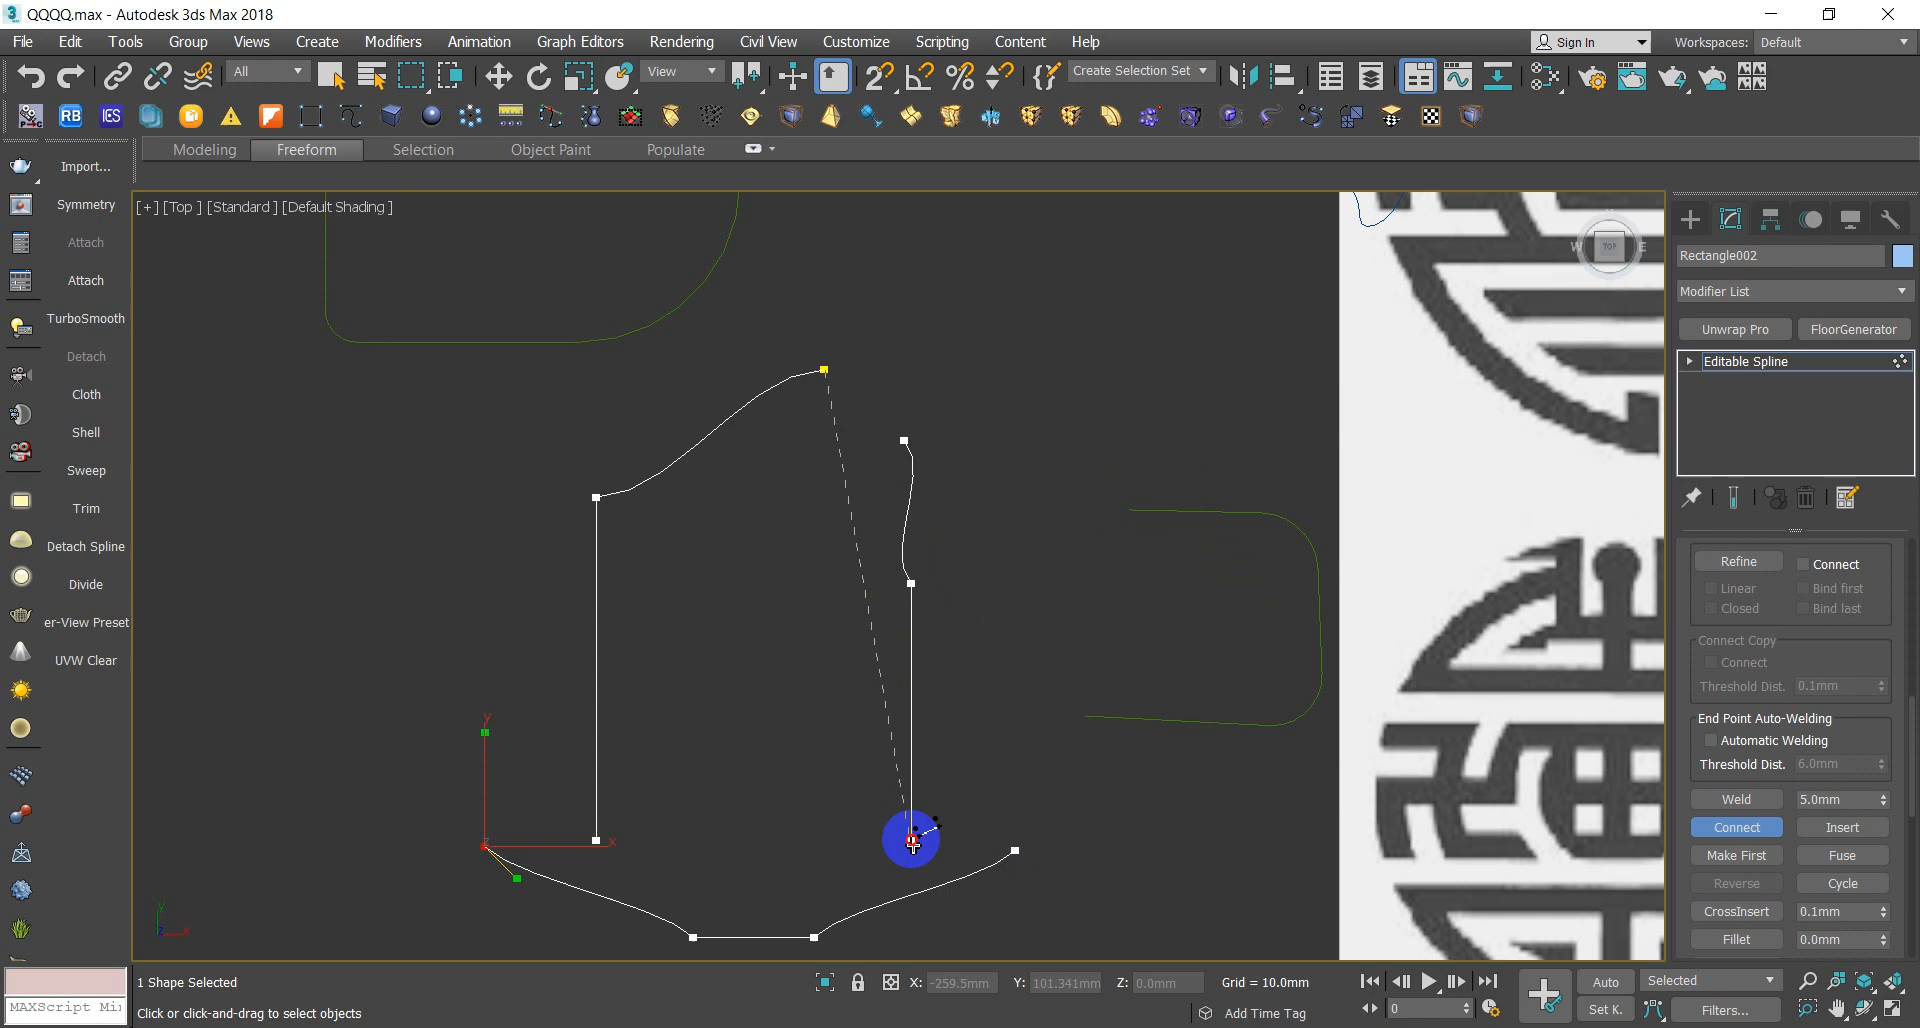 QQQQ.max - Autodesk 3ds Max 2018
File Edit Tools Group Views Create Modifiers Animation Graph Editors Rendering Civil View Customize Scripting Content Help
Sign In Workspaces: Default
All View Create Selection Set
RB IES
Modeling Freeform Selection Object Paint Populate
Import...
Symmetry
Attach
Attach
TurboSmooth
Detach
Cloth
Shell
Sweep
Trim
Detach Spline
Divide
er-View Preset
UVW Clear
[+] [Top ] [Standard ] [Default Shading ]
W TOP E
y
x
z
y
z x
Rectangle002
Modifier List
Unwrap Pro FloorGenerator
Editable Spline
Refine Connect
Linear Bind first
Closed Bind last
Connect Copy
Connect
Threshold Dist. 0.1mm
End Point Auto-Welding
Automatic Welding
Threshold Dist. 6.0mm
Weld 5.0mm
Connect Insert
Make First Fuse
Reverse Cycle
CrossInsert 0.1mm
Fillet 0.0mm
1 Shape Selected
X: -259.5mm Y: 101.341mm Z: 0.0mm Grid = 10.0mm
Auto Selected
MAXScript Mi
Click or click-and-drag to select objects
Add Time Tag
0
Set K. Filters...